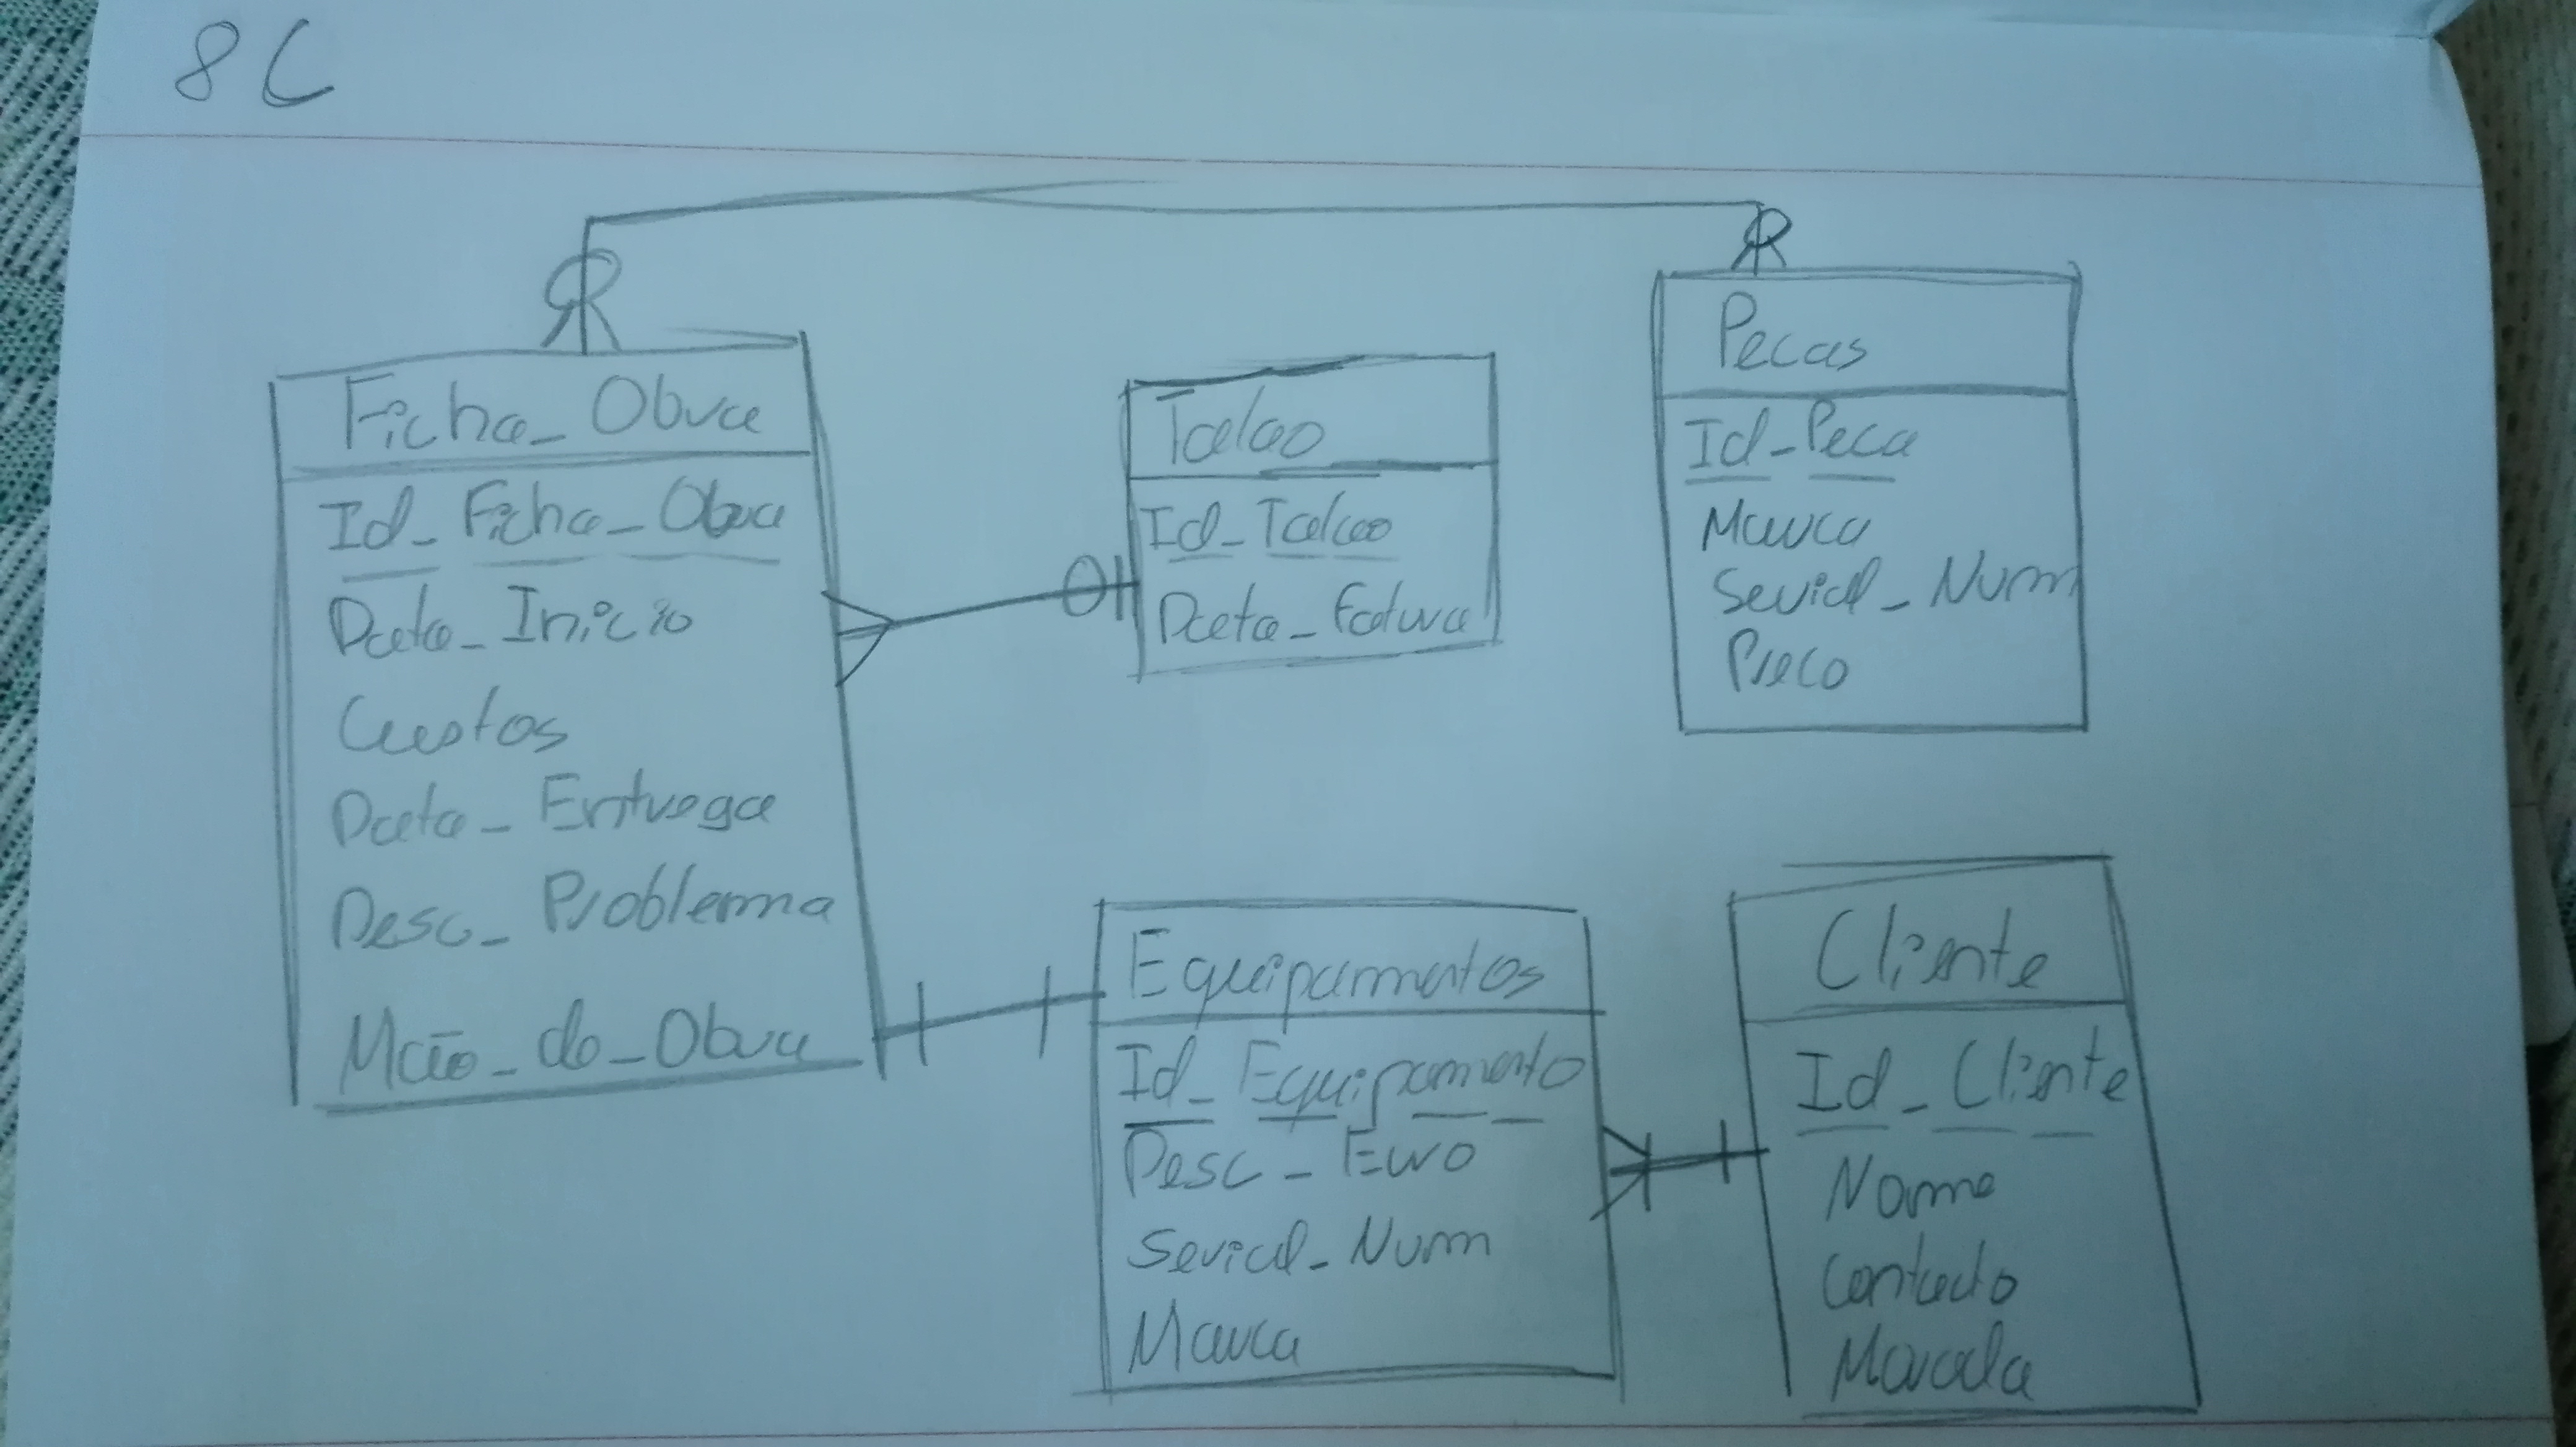 8C
Ficha_Obra
Id_Ficha_Obra
Data_Inicio
Custos
Data_Entrega
Desc_Problema
Mão_do_Obra
Talao
Id_Talao
Data_Fatura
Pecas
Id_Peca
Marca
Serial_Num
Preco
Equipamentos
Id_Equipamento
Desc_Erro
Serial_Num
Marca
Cliente
Id_Cliente
Nome
Contacto
Morada